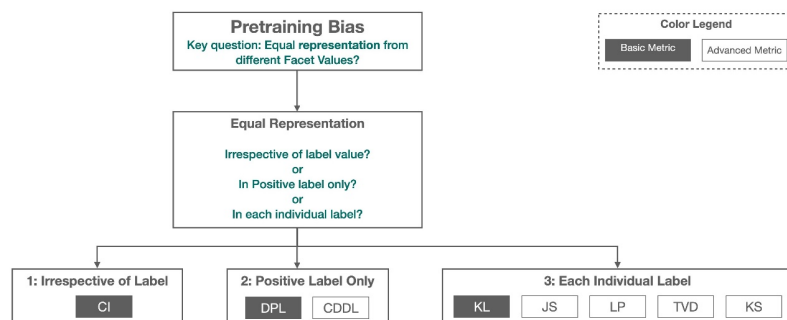 Pretraining Bias
Key question: Equal representation from
different Facet Values?
Color Legend
Basic Metric
Advanced Metric
Equal Representation
Irrespective of label value?
or
In Positive label only?
or
In each individual label?
1: Irrespective of Label
CI
2: Positive Label Only
DPL
CDDL
3: Each Individual Label
KL
JS
LP
TVD
KS